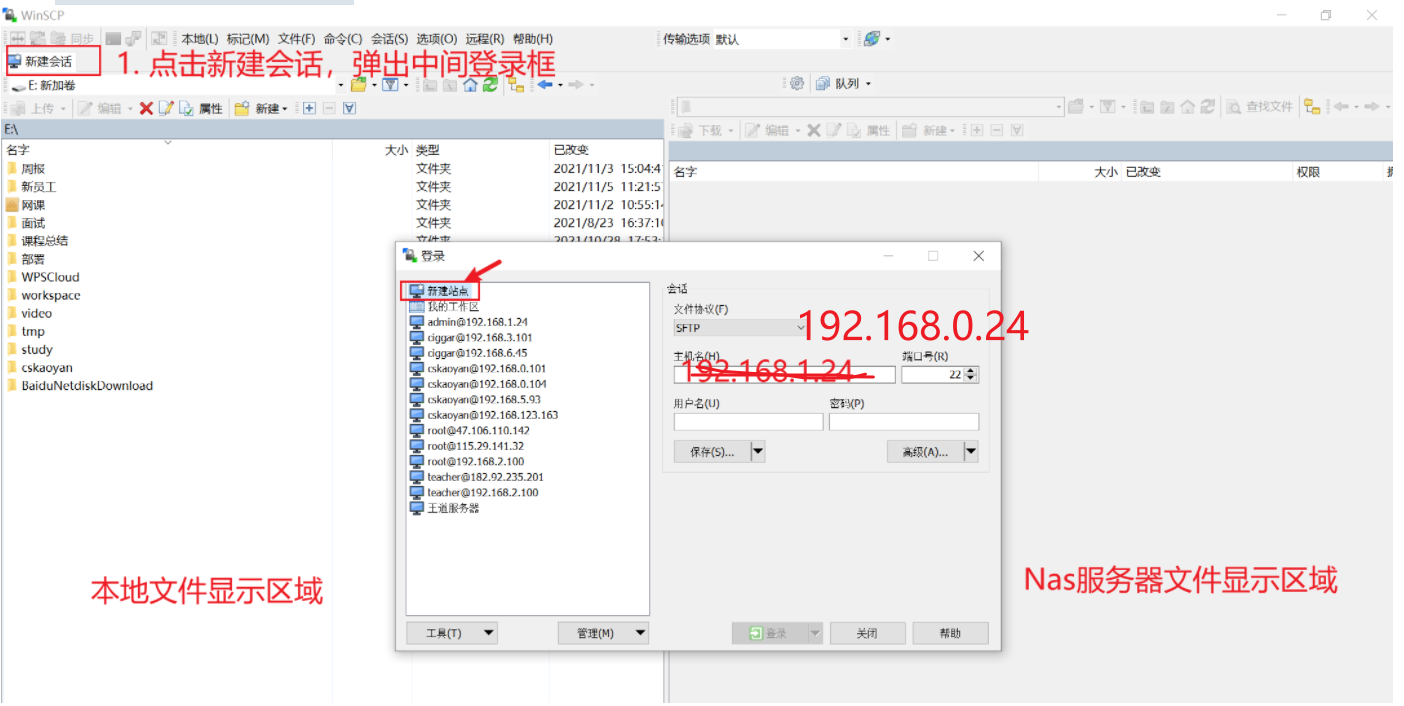 WinSCP
同步 本地(L) 标记(M) 文件(F) 命令(C) 会话(S) 选项(O) 远程(R) 帮助(H) 传输选项 默认
新建会话
1. 点击新建会话，弹出中间登录框
E: 新加卷 队列
上传 编辑 属性 新建
查找文件
下载 编辑 属性 新建
E:\
名字 大小 类型 已改变
名字 大小 已改变 权限
周报 文件夹 2021/11/3 15:04:4
新员工 文件夹 2021/11/5 11:21:5
网课 文件夹 2021/11/2 10:55:1
面试 文件夹 2021/8/23 16:37:1
课程总结 文件夹 2021/10/28 17:53:
部署
WPSCloud
workspace
video
tmp
study
cskaoyan
BaiduNetdiskDownload
登录
新建站点
我的工作区
admin@192.168.1.24
ciggar@192.168.3.101
ciggar@192.168.6.45
cskaoyan@192.168.0.101
cskaoyan@192.168.0.104
cskaoyan@192.168.5.93
cskaoyan@192.168.123.163
root@47.106.110.142
root@115.29.141.32
root@192.168.2.100
teacher@182.92.235.201
teacher@192.168.2.100
王道服务器
会话
文件协议(F)
SFTP
192.168.0.24
主机名(H) 端口号(R)
192.168.1.24 22
用户名(U) 密码(P)
保存(S)... 高级(A)...
本地文件显示区域
Nas服务器文件显示区域
工具(T) 管理(M) 登录 关闭 帮助